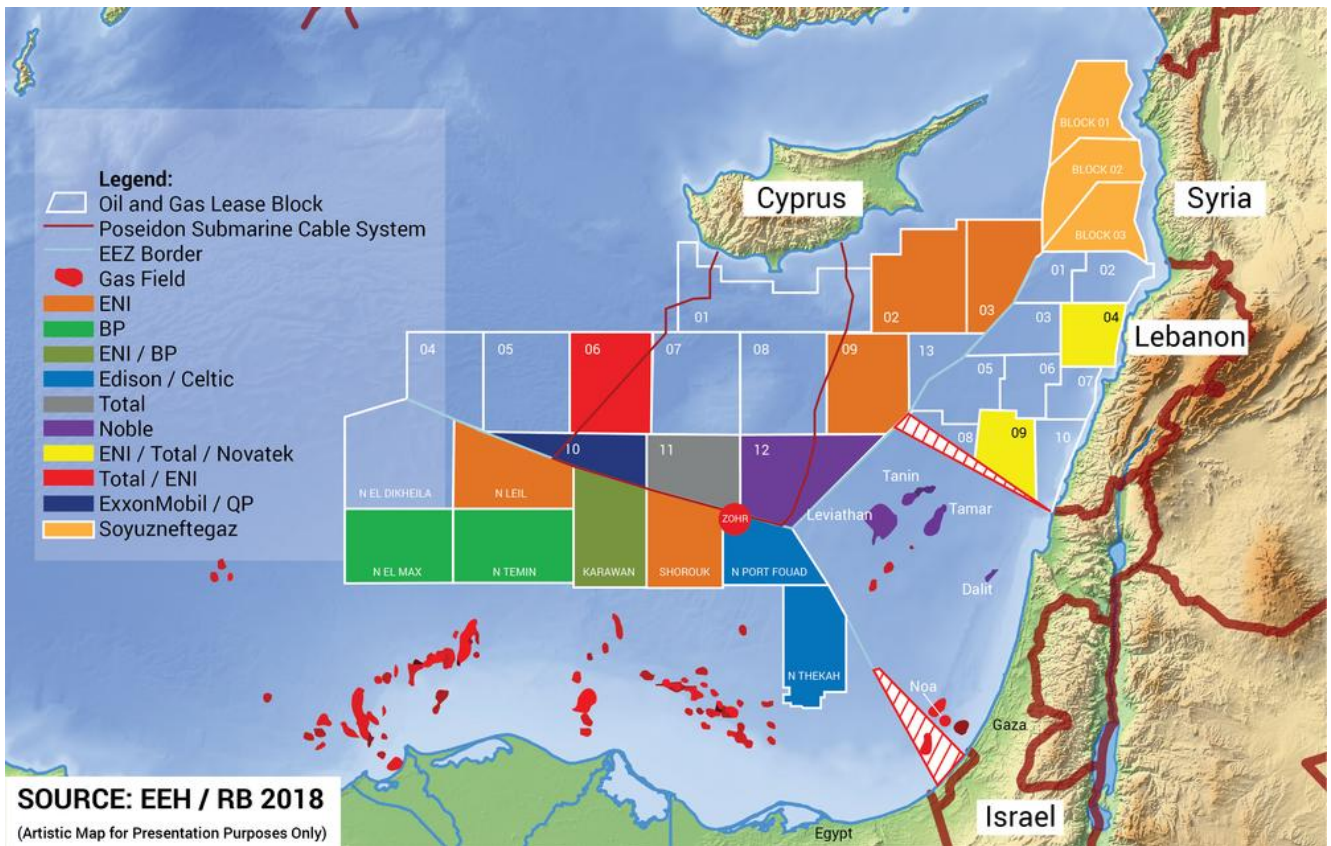 Legend:
Oil and Gas Lease Block
Poseidon Submarine Cable System
EEZ Border
Gas Field
ENI
BP
ENI / BP
Edison / Celtic
Total
Noble
ENI / Total / Novatek
Total / ENI
ExxonMobil / QP
Soyuzneftegaz
Cyprus
Syria
Lebanon
Israel
BLOCK 01
BLOCK 02
BLOCK 03
01
02
03
04
05
06
07
08
09
10
01
02
03
04
05
06
07
08
09
13
10
11
12
N EL DIKHEILA
N LEIL
N EL MAX
N TEMIN
KARAWAN
SHOROUK
ZOHR
N PORT FOUAD
N THEKAH
Tanin
Leviathan
Tamar
Dalit
Noa
Gaza
Egypt
SOURCE: EEH / RB 2018
(Artistic Map for Presentation Purposes Only)